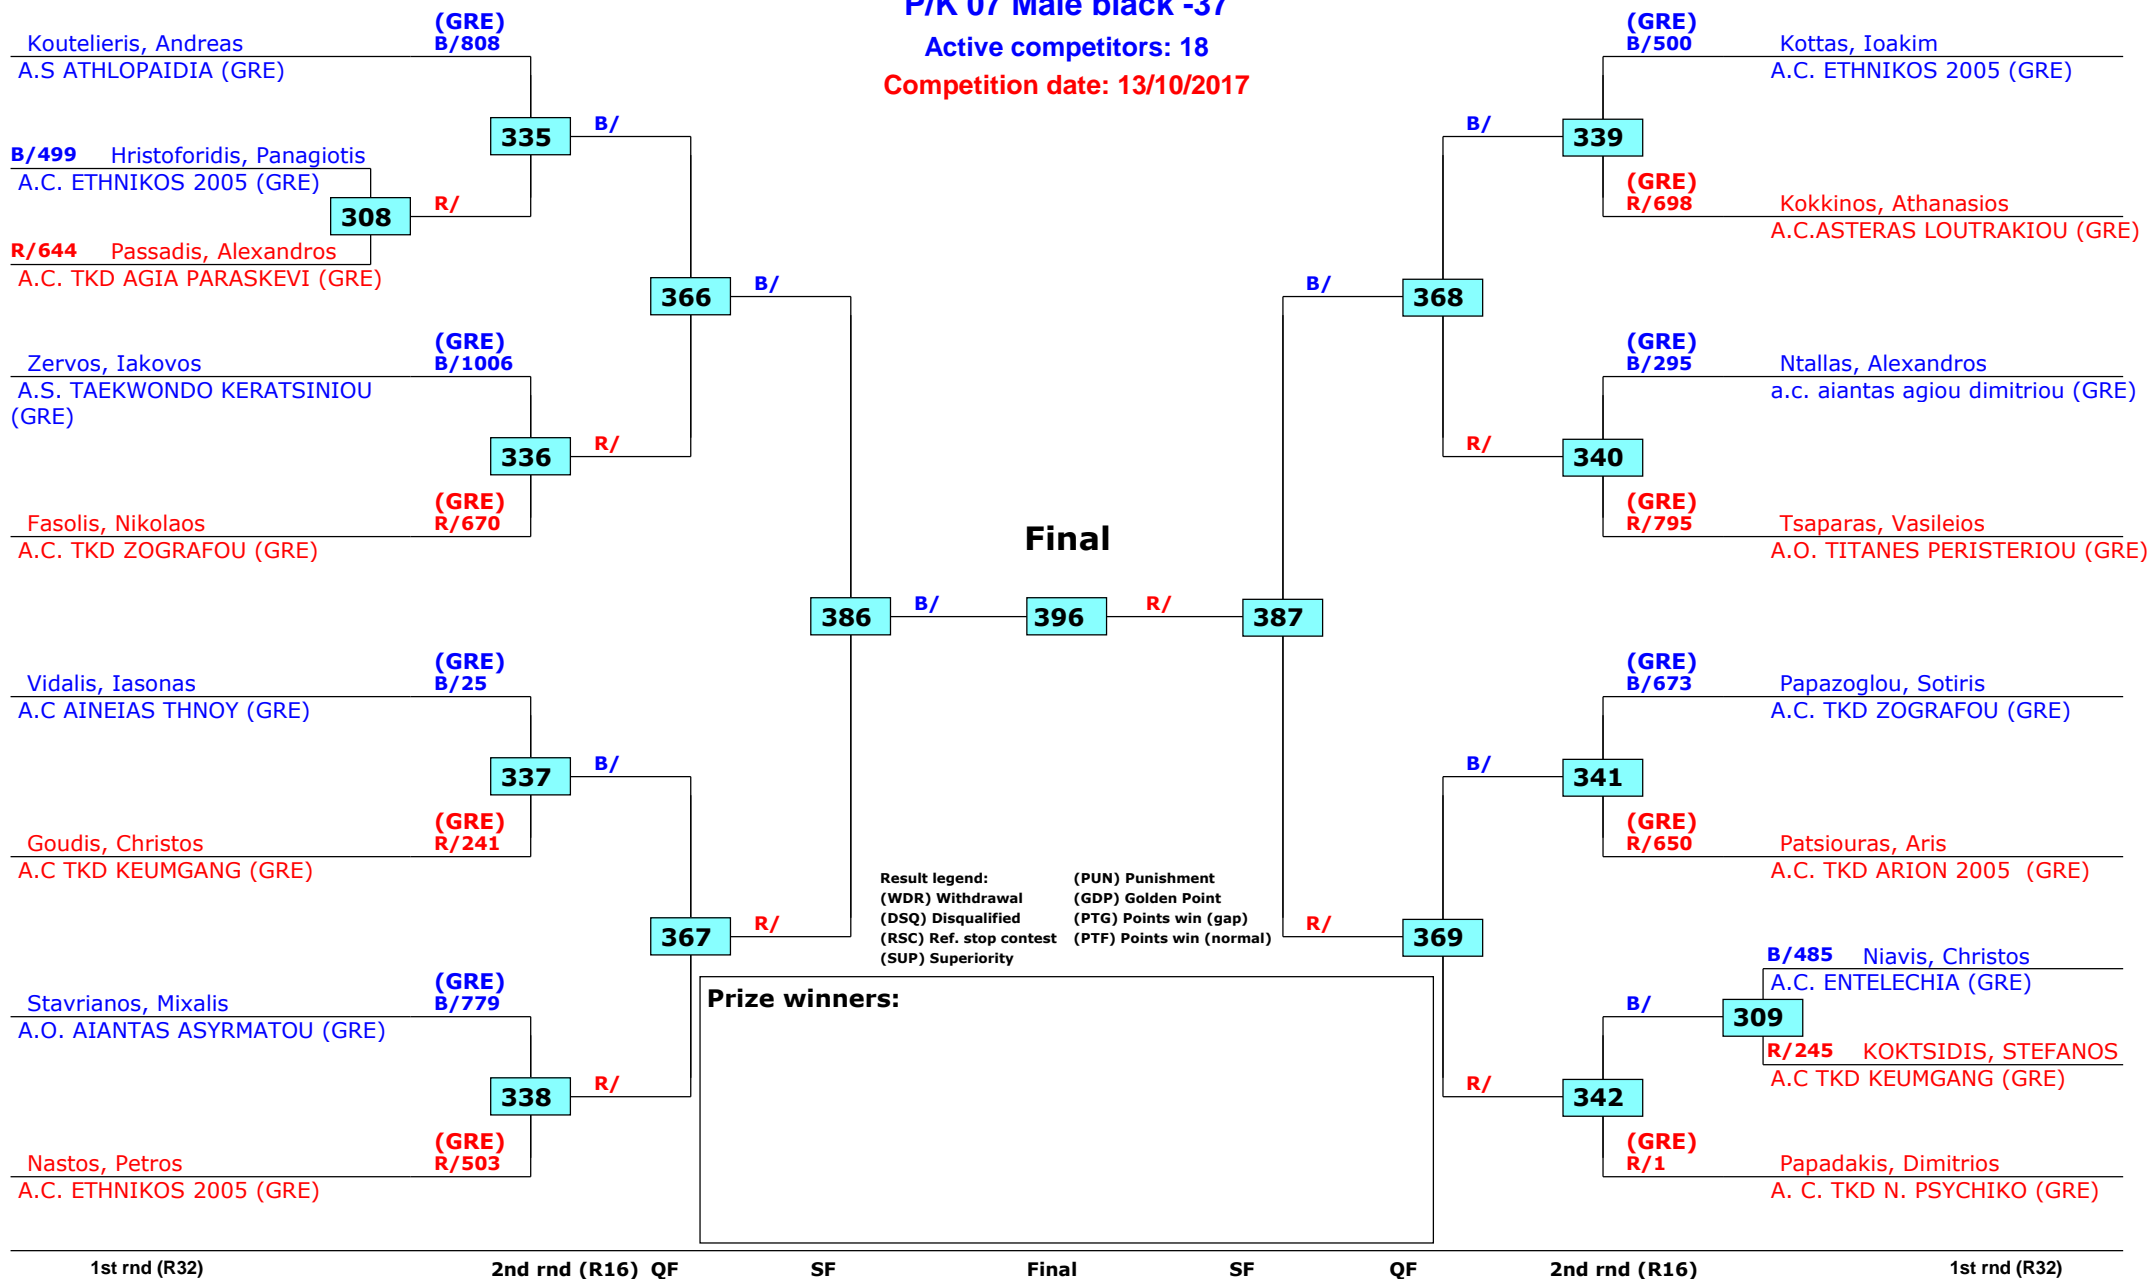 P/K 07 Male black -37
Active competitors: 18
Competition date: 13/10/2017
(GRE)
Koutelieris, Andreas B/808
A.S ATHLOPAIDIA (GRE)
335
B/
B/499 Hristoforidis, Panagiotis
A.C. ETHNIKOS 2005 (GRE)
308
R/
R/644 Passadis, Alexandros
A.C. TKD AGIA PARASKEVI (GRE)
366
B/
(GRE)
Zervos, Iakovos B/1006
A.S. TAEKWONDO KERATSINIOU
(GRE)
336
R/
(GRE)
Fasolis, Nikolaos R/670
A.C. TKD ZOGRAFOU (GRE)
386
B/
(GRE)
Vidalis, Iasonas B/25
A.C AINEIAS THNOY (GRE)
337
B/
(GRE)
Goudis, Christos R/241
A.C TKD KEUMGANG (GRE)
367
R/
(GRE)
Stavrianos, Mixalis B/779
A.O. AIANTAS ASYRMATOU (GRE)
338
R/
(GRE)
Nastos, Petros R/503
A.C. ETHNIKOS 2005 (GRE)
Final
396
R/
387
(GRE)
B/500 Kottas, Ioakim
A.C. ETHNIKOS 2005 (GRE)
B/
339
(GRE)
R/698 Kokkinos, Athanasios
A.C.ASTERAS LOUTRAKIOU (GRE)
B/
368
(GRE)
B/295 Ntallas, Alexandros
a.c. aiantas agiou dimitriou (GRE)
R/
340
(GRE)
R/795 Tsaparas, Vasileios
A.O. TITANES PERISTERIOU (GRE)
(GRE)
B/673 Papazoglou, Sotiris
A.C. TKD ZOGRAFOU (GRE)
B/
341
(GRE)
R/650 Patsiouras, Aris
A.C. TKD ARION 2005 (GRE)
R/
369
B/485 Niavis, Christos
A.C. ENTELECHIA (GRE)
B/
309
R/245 KOKTSIDIS, STEFANOS
A.C TKD KEUMGANG (GRE)
R/
342
(GRE)
R/1 Papadakis, Dimitrios
A. C. TKD N. PSYCHIKO (GRE)
Result legend: (PUN) Punishment
(WDR) Withdrawal (GDP) Golden Point
(DSQ) Disqualified (PTG) Points win (gap)
(RSC) Ref. stop contest (PTF) Points win (normal)
(SUP) Superiority
Prize winners:
1st rnd (R32) 2nd rnd (R16) QF SF Final SF QF 2nd rnd (R16) 1st rnd (R32)